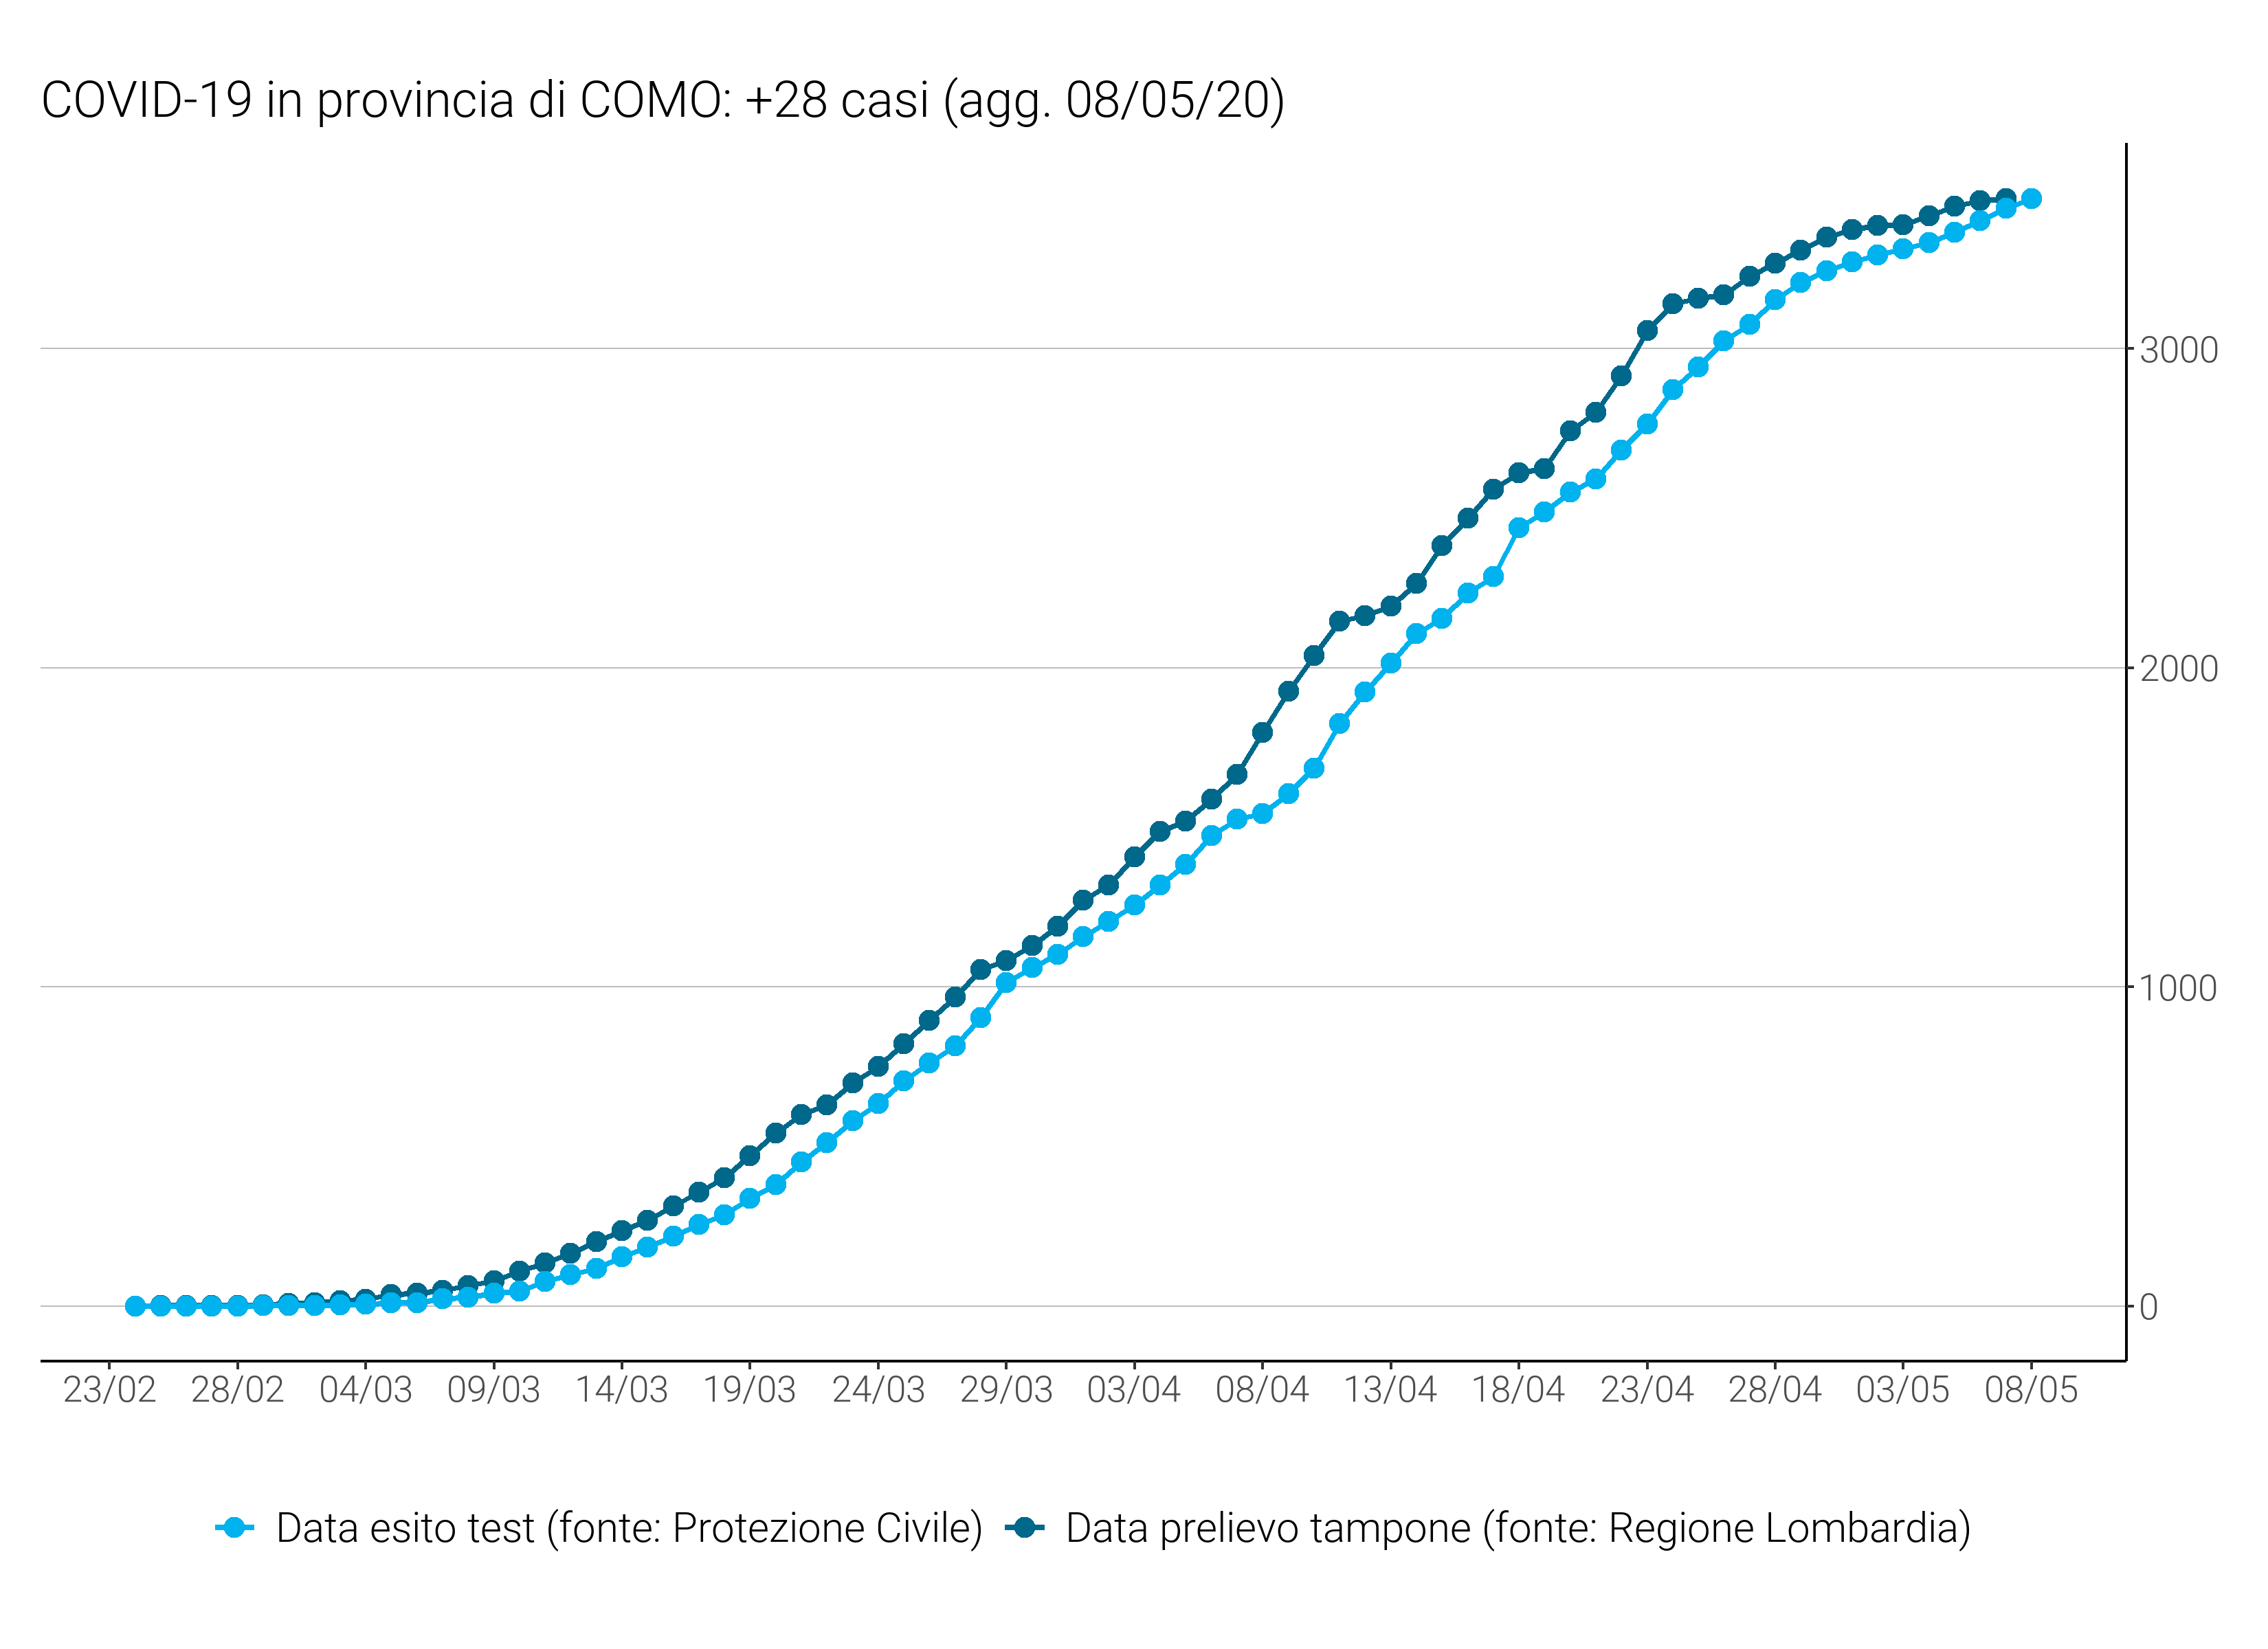 COVID-19 in provincia di COMO: +28 casi (agg. 08/05/20)
3000
2000
1000
0
23/02 28/02 04/03 09/03 14/03 19/03 24/03 29/03 03/04 08/04 13/04 18/04 23/04 28/04 03/05 08/05
Data esito test (fonte: Protezione Civile) Data prelievo tampone (fonte: Regione Lombardia)